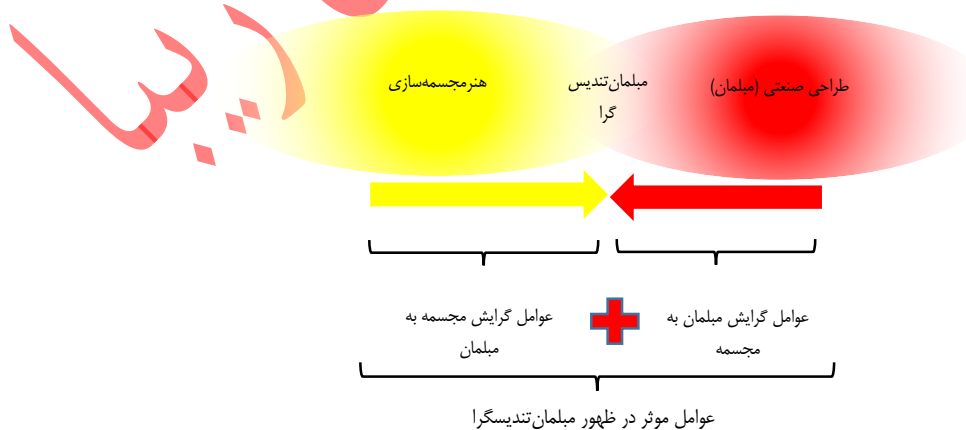 طراحی صنعتی (مبلمان)
مبلمان‌تندیس
گرا
هنرمجسمه‌سازی
عوامل گرایش مبلمان به
مجسمه
عوامل گرایش مجسمه به
مبلمان
عوامل موثر در ظهور مبلمان‌تندیسگرا